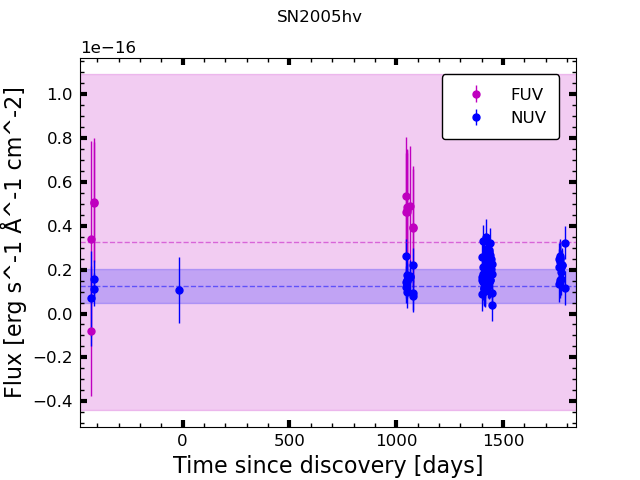 SN2005hv
1e−16
Flux [erg s^-1 Å^-1 cm^-2]
1.0
0.8
0.6
0.4
0.2
0.0
−0.2
−0.4
FUV
NUV
0
500
1000
1500
Time since discovery [days]